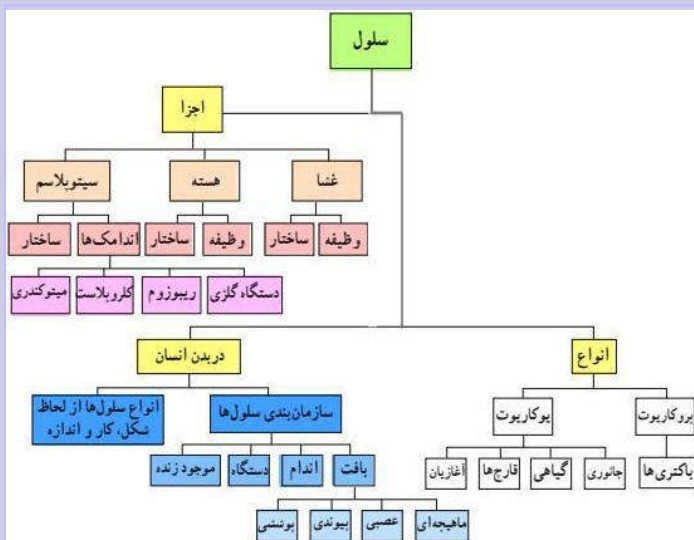 سلول
اجزا
غشا
هسته
سیتوپلاسم
وظیفه
ساختار
وظیفه
ساختار
اندامک‌ها
ساختار
دستگاه گلژی
ریبوزوم
کلروپلاست
میتوکندری
انواع
دربدن انسان
پروکاریوت
یوکاریوت
سازمان‌بندی سلول‌ها
انواع سلول‌ها از لحاظ
شکل، کار و اندازه
باکتری‌ها
جانوری
گیاهی
قارچ‌ها
آغازیان
بافت
اندام
دستگاه
موجود زنده
ماهیچه‌ای
عصبی
پیوندی
پوششی